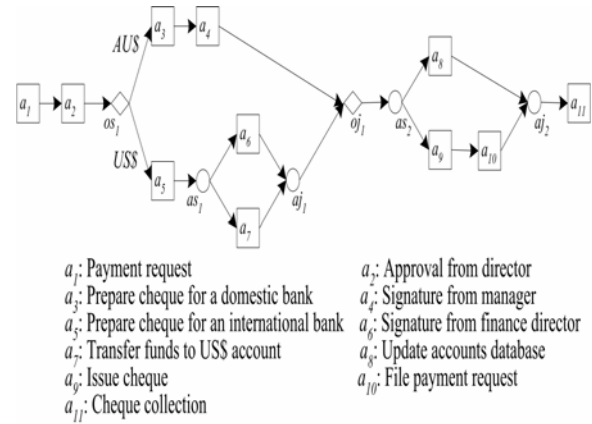 AU$
US$
a1
a2
os1
a3
a4
a5
as1
a6
a7
aj1
oj1
as2
a8
a9
a10
aj2
a11
a1: Payment request
a3: Prepare cheque for a domestic bank
a5: Prepare cheque for an international bank
a7: Transfer funds to US$ account
a9: Issue cheque
a11: Cheque collection
a2: Approval from director
a4: Signature from manager
a6: Signature from finance director
a8: Update accounts database
a10: File payment request